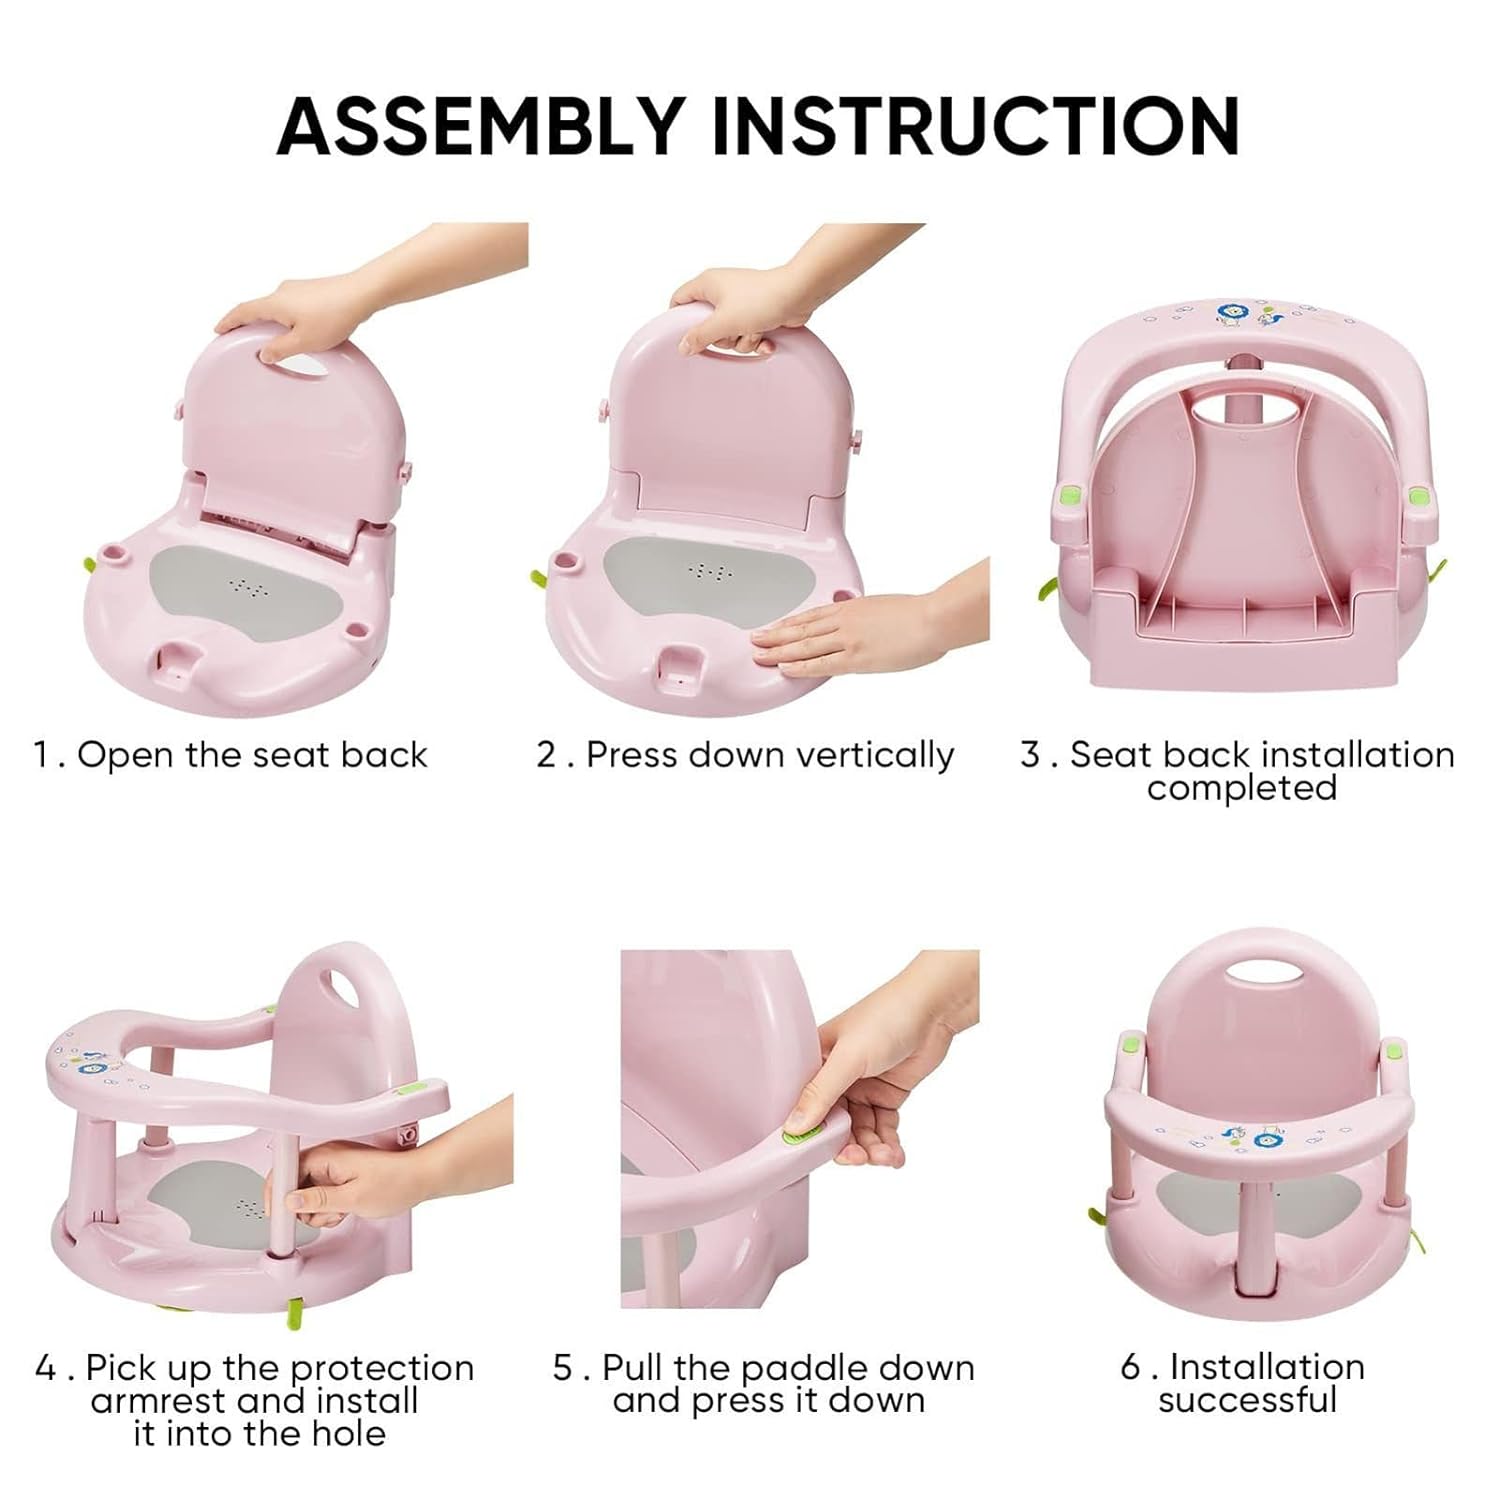 ASSEMBLY INSTRUCTION
1 . Open the seat back
2 . Press down vertically
3 . Seat back installation
completed
4 . Pick up the protection
armrest and install
it into the hole
5 . Pull the paddle down
and press it down
6 . Installation
successful